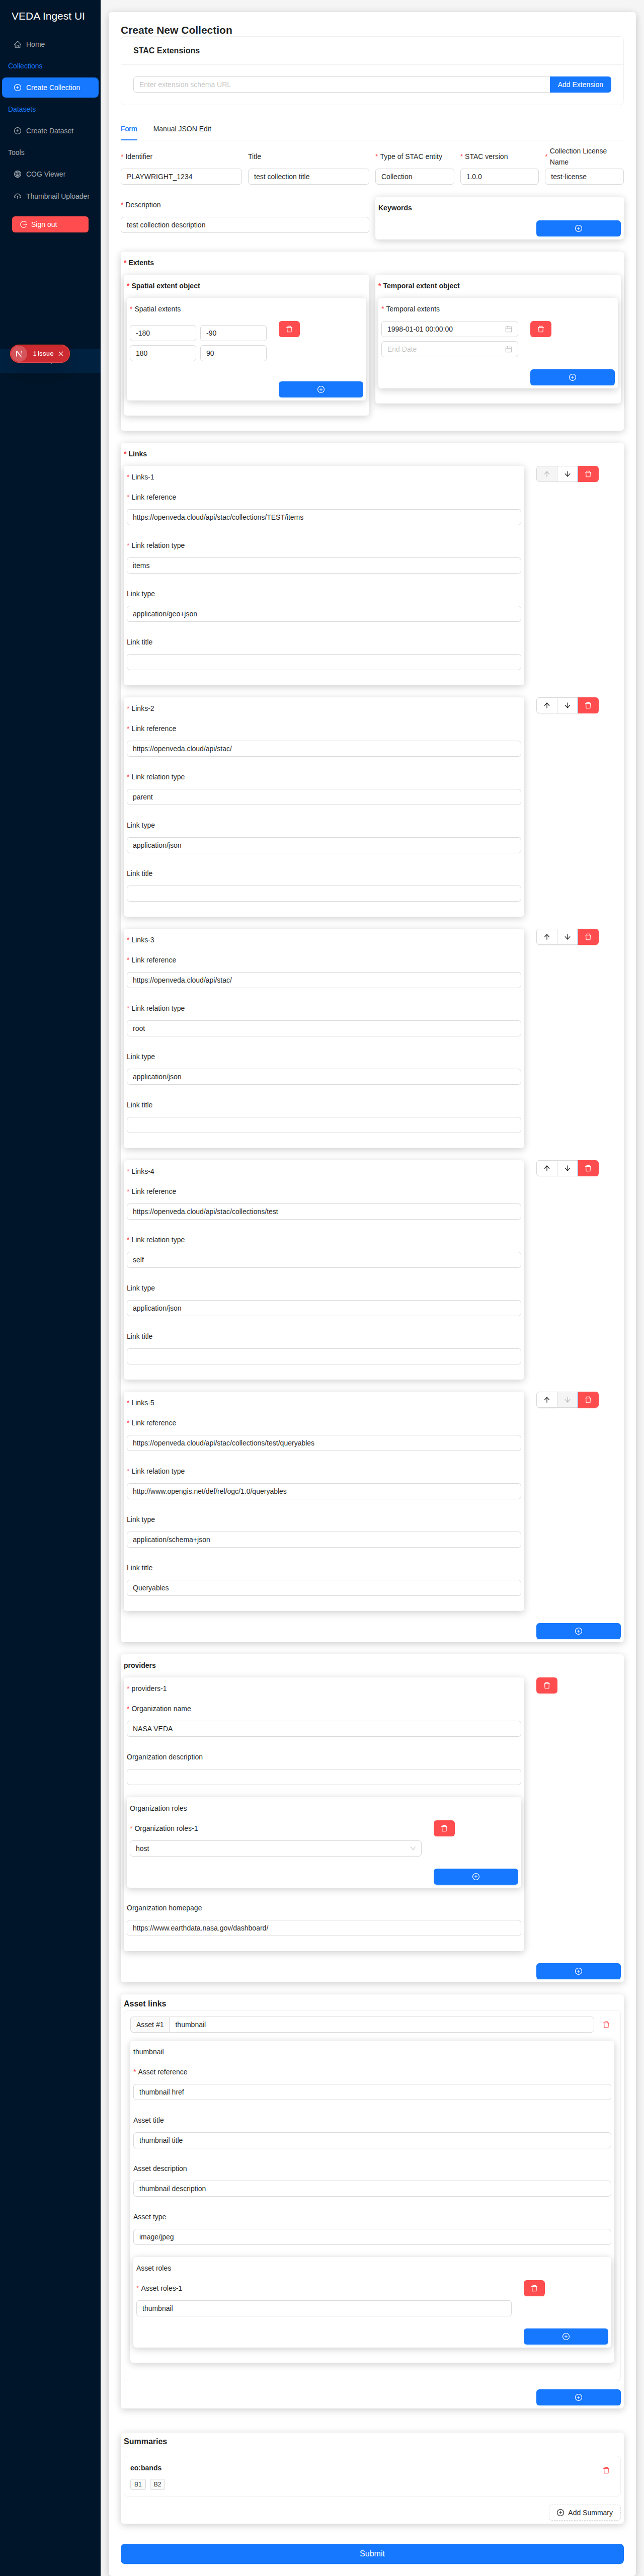 VEDA Ingest UI
Home
Collections
Create Collection
Datasets
Create Dataset
Tools
COG Viewer
Thumbnail Uploader
Sign out
N 1 Issue
Create New Collection
STAC Extensions
Enter extension schema URL Add Extension
Form Manual JSON Edit
* Identifier Title * Type of STAC entity * STAC version * Collection License Name
PLAYWRIGHT_1234 test collection title Collection 1.0.0 test-license
* Description
test collection description
Keywords
* Extents
* Spatial extent object
* Spatial extents
-180 -90
180 90
* Temporal extent object
* Temporal extents
1998-01-01 00:00:00
End Date
* Links
* Links-1
* Link reference
https://openveda.cloud/api/stac/collections/TEST/items
* Link relation type
items
Link type
application/geo+json
Link title
* Links-2
* Link reference
https://openveda.cloud/api/stac/
* Link relation type
parent
Link type
application/json
Link title
* Links-3
* Link reference
https://openveda.cloud/api/stac/
* Link relation type
root
Link type
application/json
Link title
* Links-4
* Link reference
https://openveda.cloud/api/stac/collections/test
* Link relation type
self
Link type
application/json
Link title
* Links-5
* Link reference
https://openveda.cloud/api/stac/collections/test/queryables
* Link relation type
http://www.opengis.net/def/rel/ogc/1.0/queryables
Link type
application/schema+json
Link title
Queryables
providers
* providers-1
* Organization name
NASA VEDA
Organization description
Organization roles
* Organization roles-1
host
Organization homepage
https://www.earthdata.nasa.gov/dashboard/
Asset links
Asset #1 thumbnail
thumbnail
* Asset reference
thumbnail href
Asset title
thumbnail title
Asset description
thumbnail description
Asset type
image/jpeg
Asset roles
* Asset roles-1
thumbnail
Summaries
eo:bands
B1 B2
Add Summary
Submit